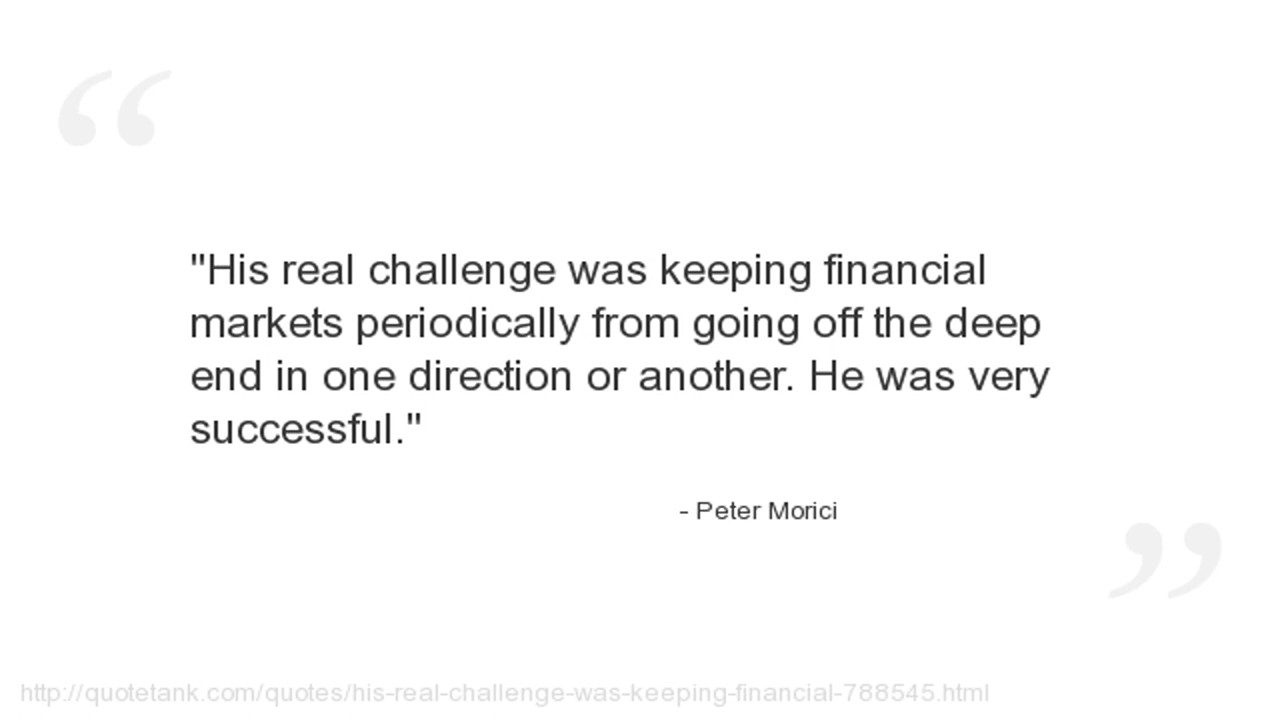 "His real challenge was keeping financial
markets periodically from going off the deep
end in one direction or another. He was very
successful."
- Peter Morici
http://quotetank.com/quotes/his-real-challenge-was-keeping-financial-788545.html